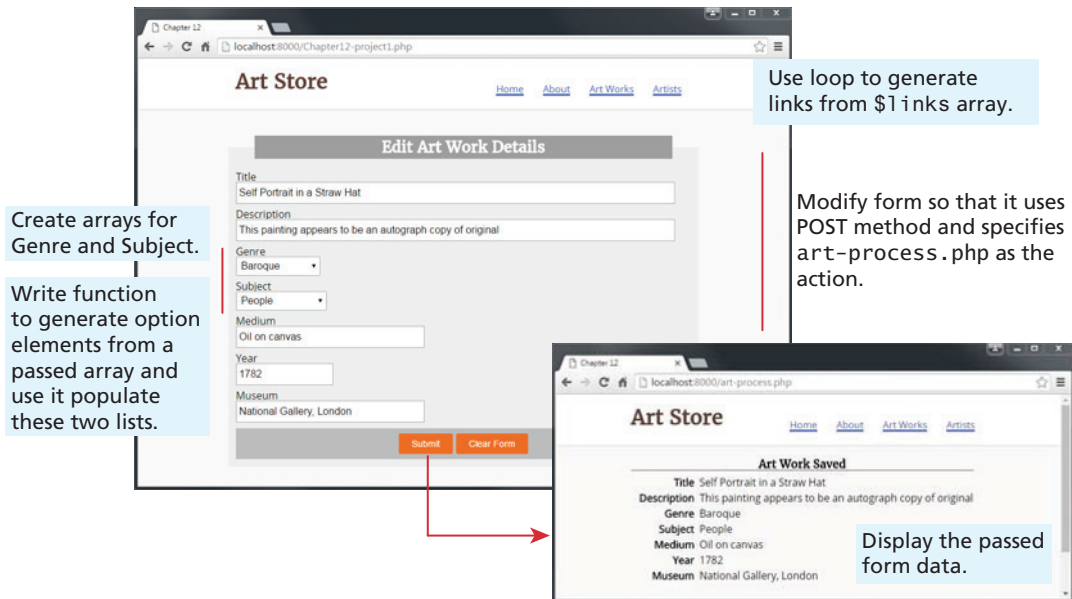 Chapter 12
localhost:8000/Chapter12-project1.php
Art Store
Home About Art Works Artists
Edit Art Work Details
Title
Self Portrait in a Straw Hat
Description
This painting appears to be an autograph copy of original
Genre
Baroque
Subject
People
Medium
Oil on canvas
Year
1782
Museum
National Gallery, London
Submit Clear Form
Create arrays for
Genre and Subject.
Write function
to generate option
elements from a
passed array and
use it populate
these two lists.
Use loop to generate
links from $links array.
Modify form so that it uses
POST method and specifies
art-process.php as the
action.
Chapter 12
localhost:8000/art-process.php
Art Store
Home About Art Works Artists
Art Work Saved
Title Self Portrait in a Straw Hat
Description This painting appears to be an autograph copy of original
Genre Baroque
Subject People
Medium Oil on canvas
Year 1782
Museum National Gallery, London
Display the passed
form data.